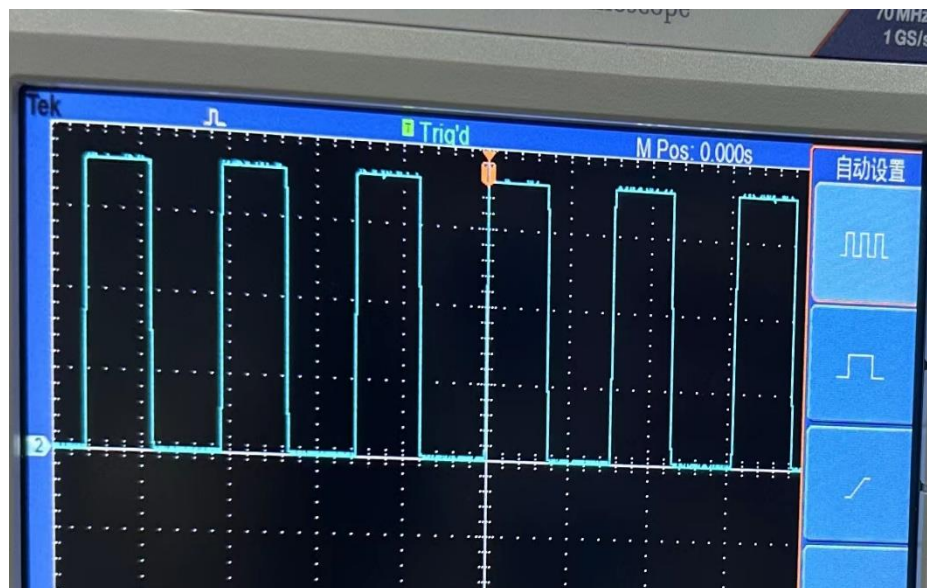 70 MHz
1 GS/s
Tek
T Trig'd
M Pos: 0.000s
自动设置
T
2